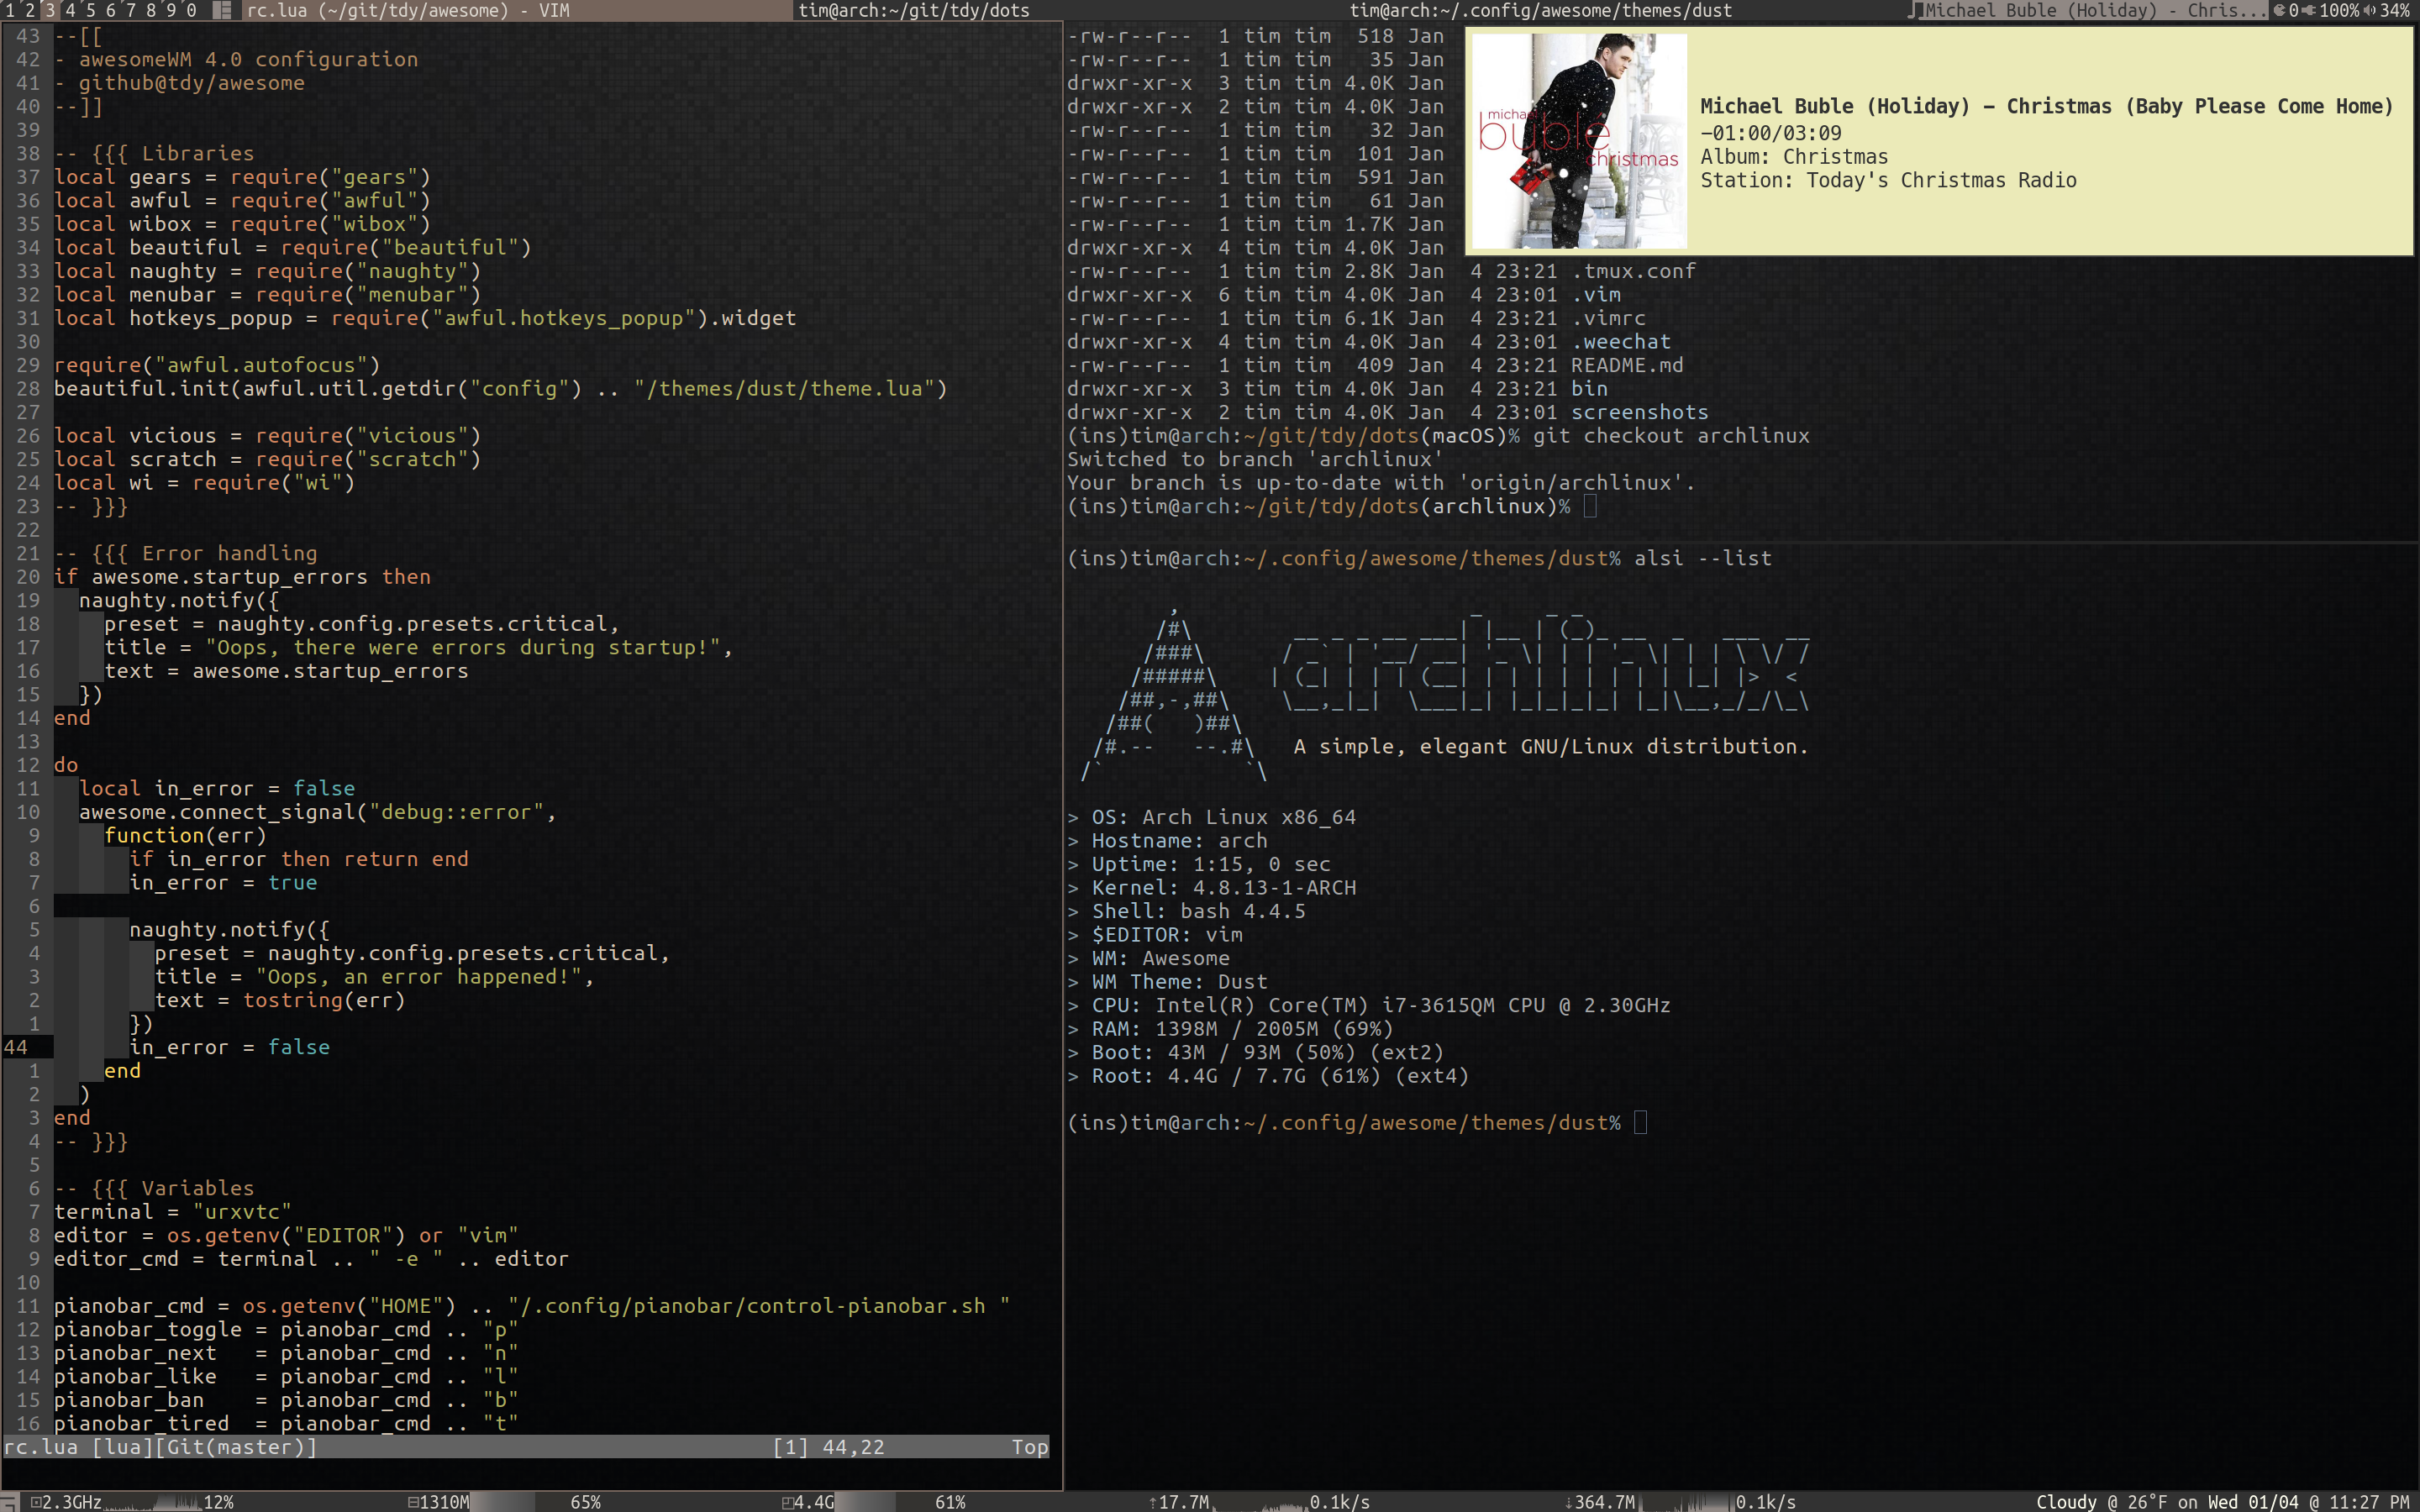 1 2 3 4 5 6 7 8 9 0 rc.lua (~/git/tdy/awesome) - VIM tim@arch:~/git/tdy/dots tim@arch:~/.config/awesome/themes/dust Michael Buble (Holiday) - Chris... 0 100% 34%
43 --[[
42 - awesomeWM 4.0 configuration
41 - github@tdy/awesome
40 --]]
39
38 -- {{{ Libraries
37 local gears = require("gears")
36 local awful = require("awful")
35 local wibox = require("wibox")
34 local beautiful = require("beautiful")
33 local naughty = require("naughty")
32 local menubar = require("menubar")
31 local hotkeys_popup = require("awful.hotkeys_popup").widget
30
29 require("awful.autofocus")
28 beautiful.init(awful.util.getdir("config") .. "/themes/dust/theme.lua")
27
26 local vicious = require("vicious")
25 local scratch = require("scratch")
24 local wi = require("wi")
23 -- }}}
22
21 -- {{{ Error handling
20 if awesome.startup_errors then
19   naughty.notify({
18     preset = naughty.config.presets.critical,
17     title = "Oops, there were errors during startup!",
16     text = awesome.startup_errors
15   })
14 end
13
12 do
11   local in_error = false
10   awesome.connect_signal("debug::error",
9     function(err)
8       if in_error then return end
7       in_error = true
6
5       naughty.notify({
4         preset = naughty.config.presets.critical,
3         title = "Oops, an error happened!",
2         text = tostring(err)
1       })
44       in_error = false
1     end
2   )
3 end
4 -- }}}
5
6 -- {{{ Variables
7 terminal = "urxvtc"
8 editor = os.getenv("EDITOR") or "vim"
9 editor_cmd = terminal .. " -e " .. editor
10
11 pianobar_cmd = os.getenv("HOME") .. "/.config/pianobar/control-pianobar.sh "
12 pianobar_toggle = pianobar_cmd .. "p"
13 pianobar_next   = pianobar_cmd .. "n"
14 pianobar_like   = pianobar_cmd .. "l"
15 pianobar_ban    = pianobar_cmd .. "b"
16 pianobar_tired  = pianobar_cmd .. "t"
rc.lua [lua][Git(master)] [1] 44,22 Top
-rw-r--r--  1 tim tim  518 Jan
-rw-r--r--  1 tim tim   35 Jan
drwxr-xr-x  3 tim tim 4.0K Jan
drwxr-xr-x  2 tim tim 4.0K Jan
-rw-r--r--  1 tim tim   32 Jan
-rw-r--r--  1 tim tim  101 Jan
-rw-r--r--  1 tim tim  591 Jan
-rw-r--r--  1 tim tim   61 Jan
-rw-r--r--  1 tim tim 1.7K Jan
drwxr-xr-x  4 tim tim 4.0K Jan
-rw-r--r--  1 tim tim 2.8K Jan  4 23:21 .tmux.conf
drwxr-xr-x  6 tim tim 4.0K Jan  4 23:01 .vim
-rw-r--r--  1 tim tim 6.1K Jan  4 23:21 .vimrc
drwxr-xr-x  4 tim tim 4.0K Jan  4 23:01 .weechat
-rw-r--r--  1 tim tim  409 Jan  4 23:21 README.md
drwxr-xr-x  3 tim tim 4.0K Jan  4 23:21 bin
drwxr-xr-x  2 tim tim 4.0K Jan  4 23:01 screenshots
(ins)tim@arch:~/git/tdy/dots(macOS)% git checkout archlinux
Switched to branch 'archlinux'
Your branch is up-to-date with 'origin/archlinux'.
(ins)tim@arch:~/git/tdy/dots(archlinux)%
michael
buble
christmas
Michael Buble (Holiday) – Christmas (Baby Please Come Home)
−01:00/03:09
Album: Christmas
Station: Today's Christmas Radio
(ins)tim@arch:~/.config/awesome/themes/dust% alsi --list
archlinux
A simple, elegant GNU/Linux distribution.
> OS: Arch Linux x86_64
> Hostname: arch
> Uptime: 1:15, 0 sec
> Kernel: 4.8.13-1-ARCH
> Shell: bash 4.4.5
> $EDITOR: vim
> WM: Awesome
> WM Theme: Dust
> CPU: Intel(R) Core(TM) i7-3615QM CPU @ 2.30GHz
> RAM: 1398M / 2005M (69%)
> Boot: 43M / 93M (50%) (ext2)
> Root: 4.4G / 7.7G (61%) (ext4)
(ins)tim@arch:~/.config/awesome/themes/dust%
2.3GHz 12% 1310M 65% 4.4G 61% ↑17.7M 0.1k/s ↓364.7M 0.1k/s Cloudy @ 26°F on Wed 01/04 @ 11:27 PM